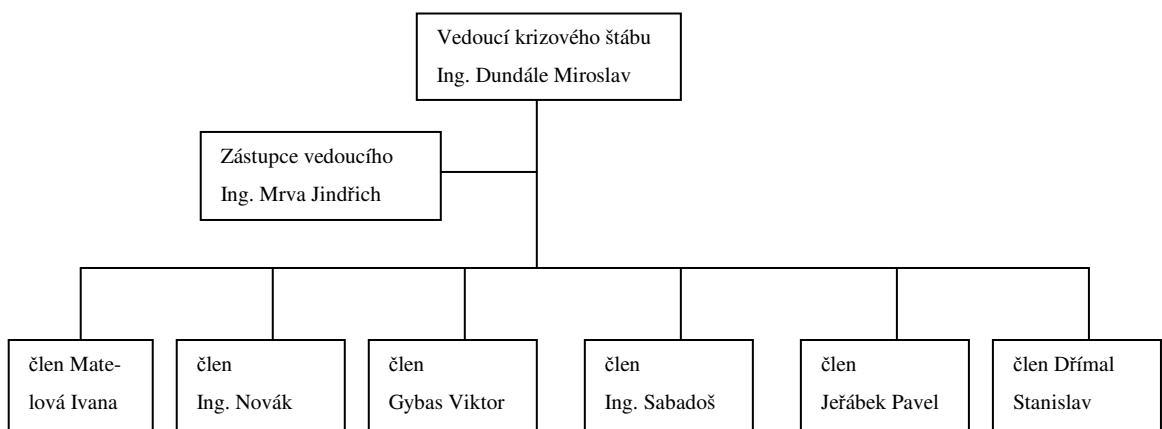 Vedoucí krizového štábu
Ing. Dundále Miroslav
Zástupce vedoucího
Ing. Mrva Jindřich
člen Mate-
lová Ivana
člen
Ing. Novák
člen
Gybas Viktor
člen
Ing. Sabadoš
člen
Jeřábek Pavel
člen Dřímal
Stanislav